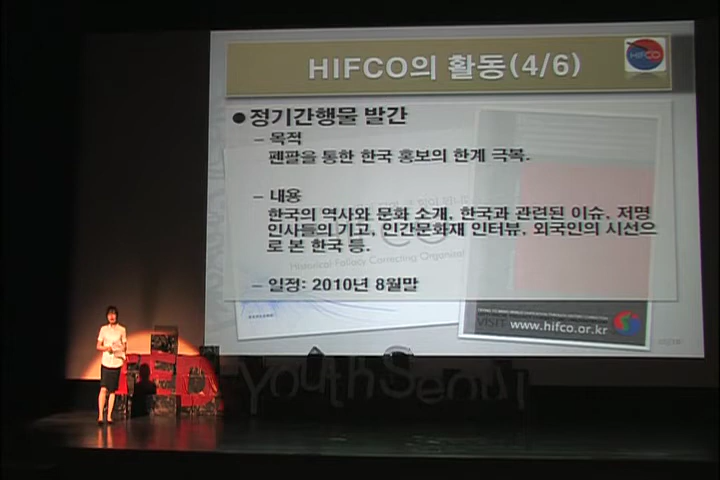 HIFCO의 활동(4/6)
HIFCO
●정기간행물 발간
– 목적
펜팔을 통한 한국 홍보의 한계 극복.
– 내용
한국의 역사와 문화 소개, 한국과 관련된 이슈, 저명
인사들의 기고, 인간문화재 인터뷰, 외국인의 시선으
로 본 한국 등.
Historical Fallacy Correcting Organization
– 일정: 2010년 8월말
VISIT www.hifco.or.kr
TED
YouthSeoul